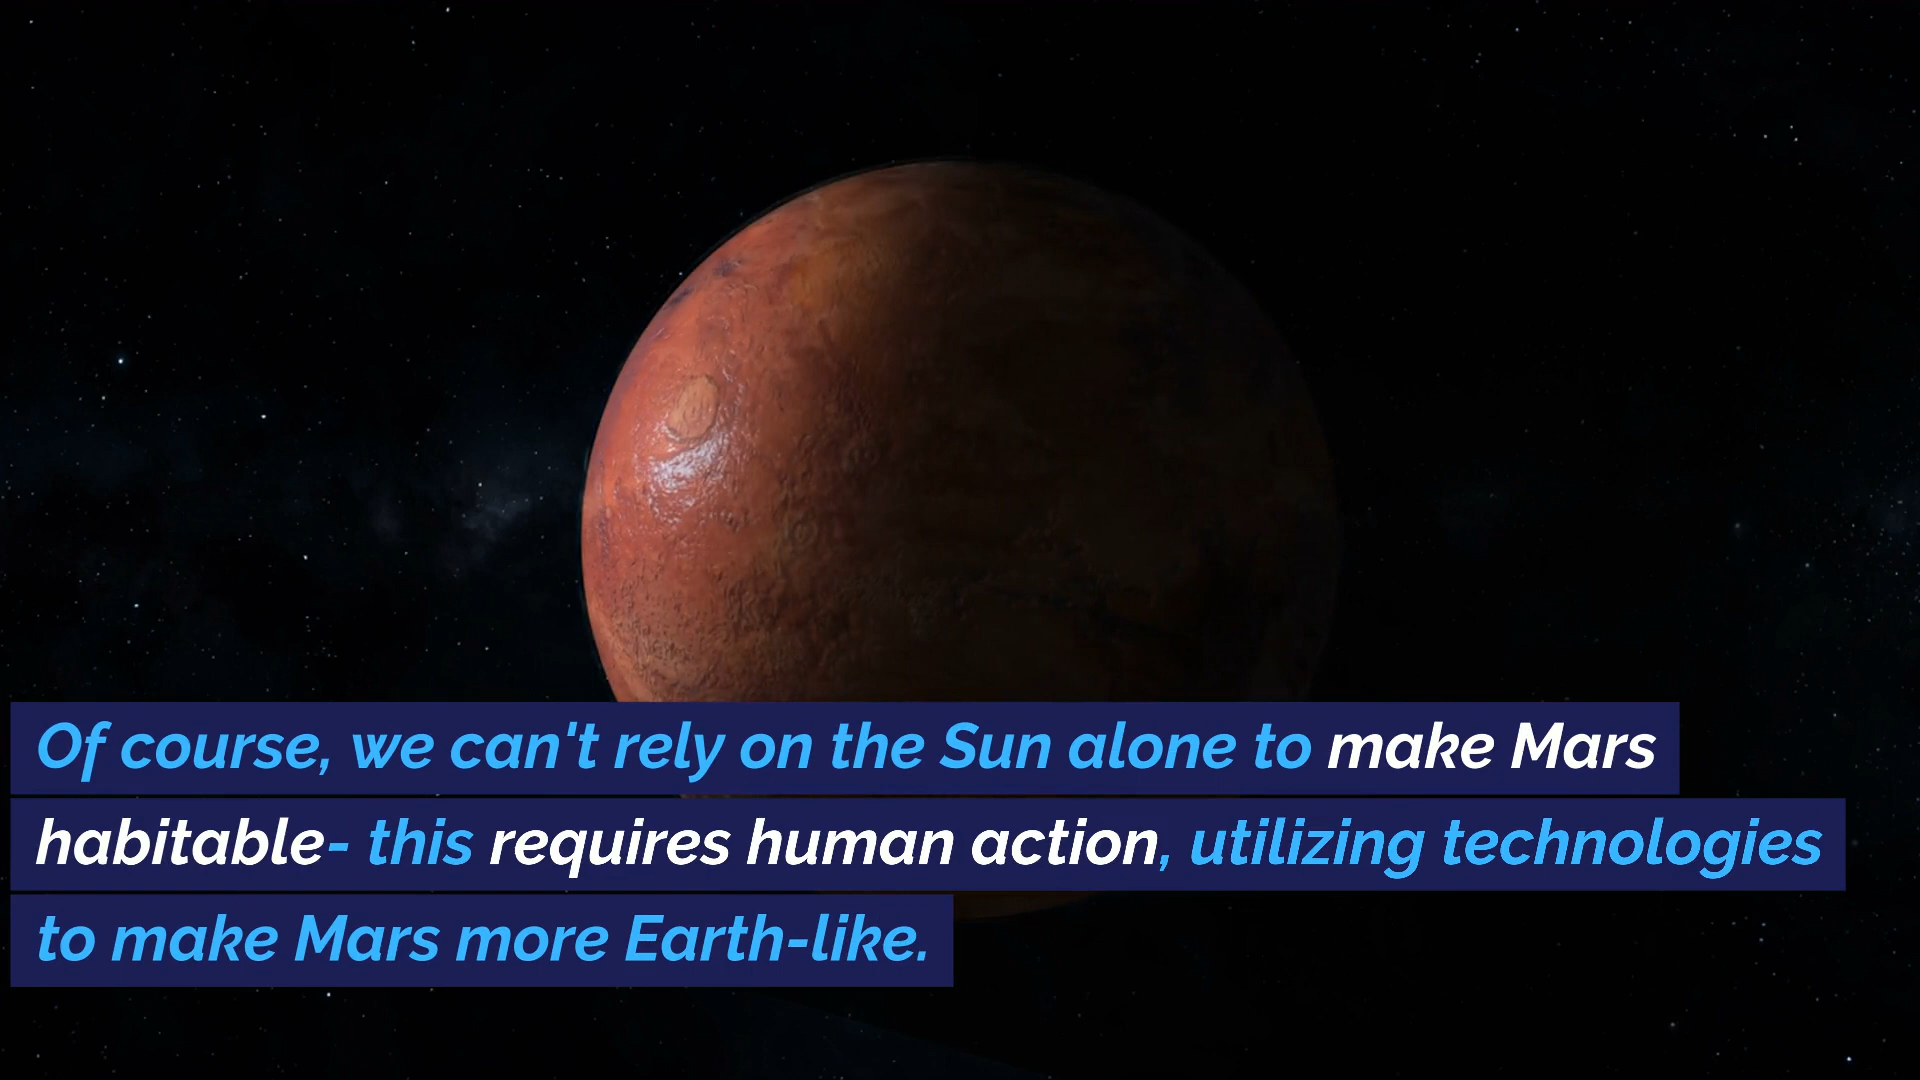 Of course, we can't rely on the Sun alone to make Mars
habitable- this requires human action, utilizing technologies
to make Mars more Earth-like.